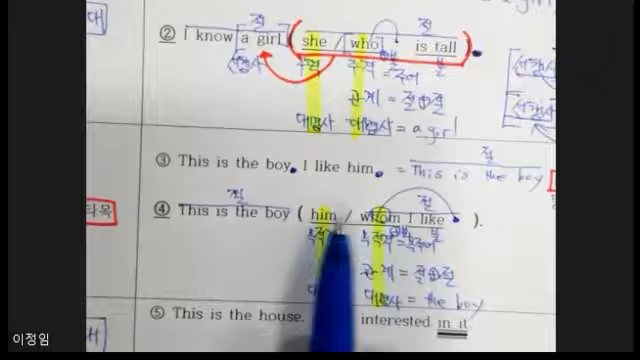 절 절
② I know a girl ( she / who is tall )
선행사 주격 주격 = 주어
관계 = 절⊕절
대명사 대명사 = a girl
절
③ This is the boy. I like him. = This is the boy
절 절
④ This is the boy ( him / whom I like ).
목적격 목적격 = 목적어
관계 = 절⊕절
대명사 = the boy
⑤ This is the house. interested in it
이정임